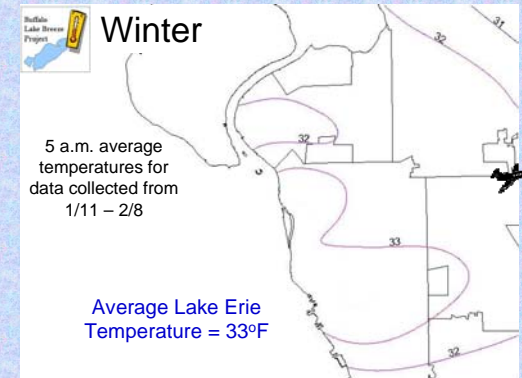 Buffalo
Lake Breeze
Project
Winter
31
32
32
5 a.m. average
temperatures for
data collected from
1/11 – 2/8
33
Average Lake Erie
Temperature = 33°F
32